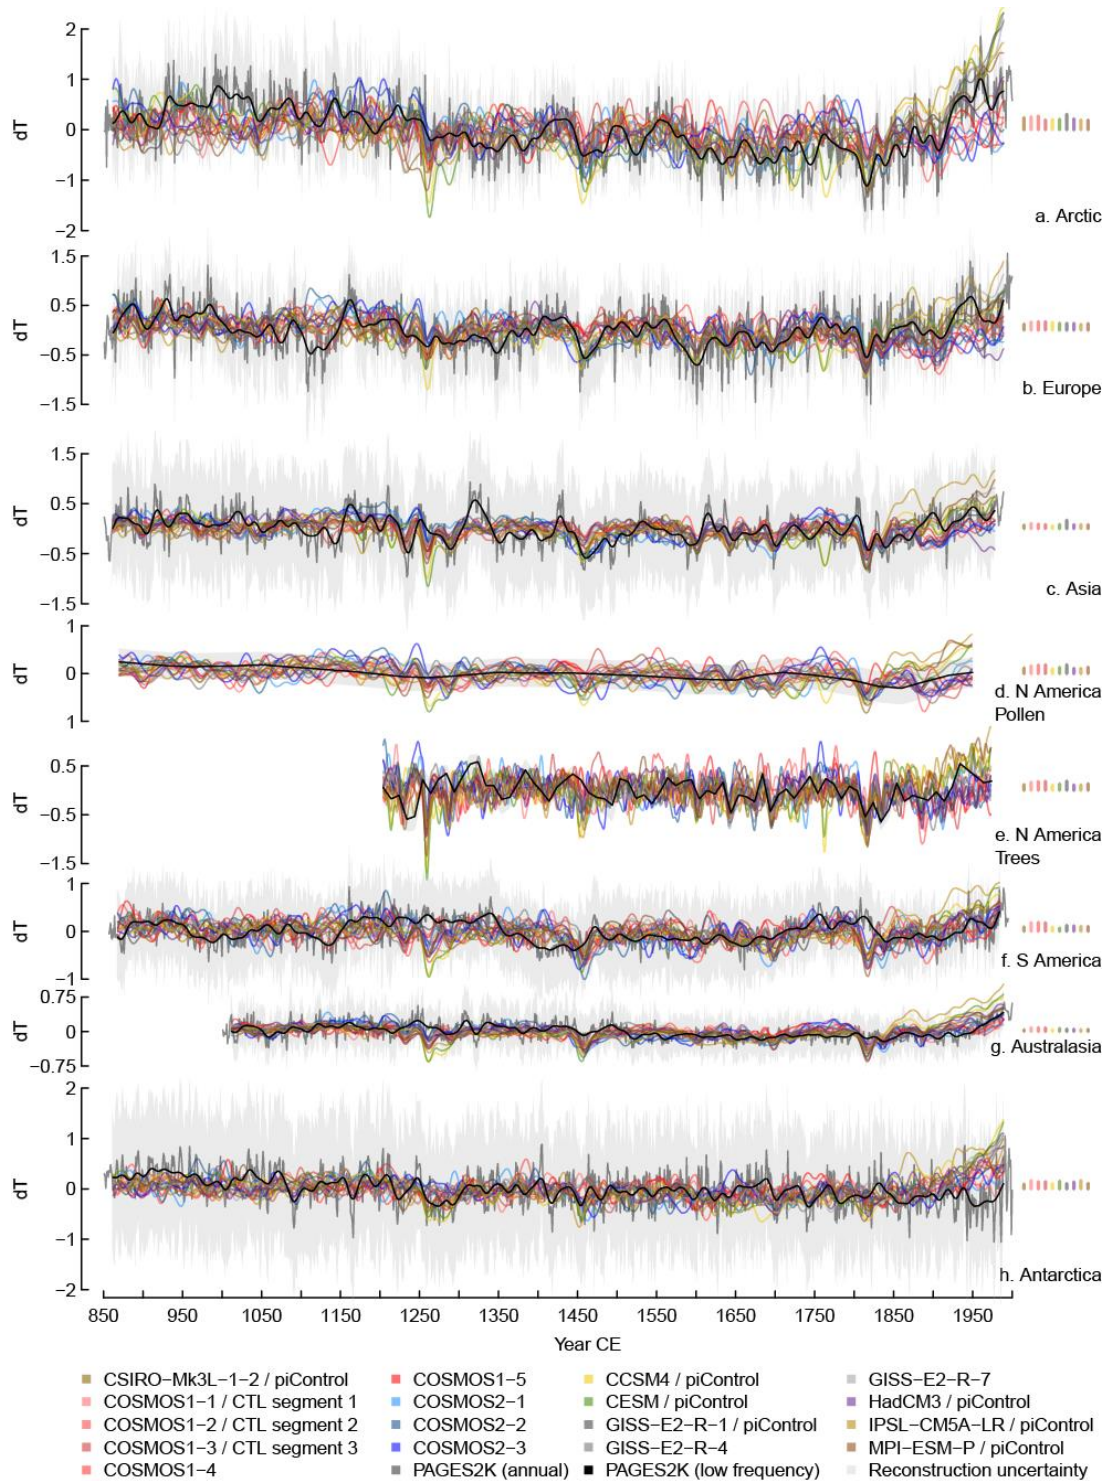 2
1
0
−1
−2
dT
a. Arctic
1.5
0.5
−0.5
−1.5
dT
b. Europe
1.5
0.5
−0.5
−1.5
dT
c. Asia
1
0
1
dT
d. N America
Pollen
0.5
−0.5
−1.5
dT
e. N America
Trees
1
0
−1
dT
f. S America
0.75
0
−0.75
dT
g. Australasia
2
1
0
−1
−2
dT
h. Antarctica
850 950 1050 1150 1250 1350 1450 1550 1650 1750 1850 1950
Year CE
CSIRO−Mk3L−1−2 / piControl
COSMOS1−1 / CTL segment 1
COSMOS1−2 / CTL segment 2
COSMOS1−3 / CTL segment 3
COSMOS1−4
COSMOS1−5
COSMOS2−1
COSMOS2−2
COSMOS2−3
PAGES2K (annual)
CCSM4 / piControl
CESM / piControl
GISS−E2−R−1 / piControl
GISS−E2−R−4
PAGES2K (low frequency)
GISS−E2−R−7
HadCM3 / piControl
IPSL−CM5A−LR / piControl
MPI−ESM−P / piControl
Reconstruction uncertainty